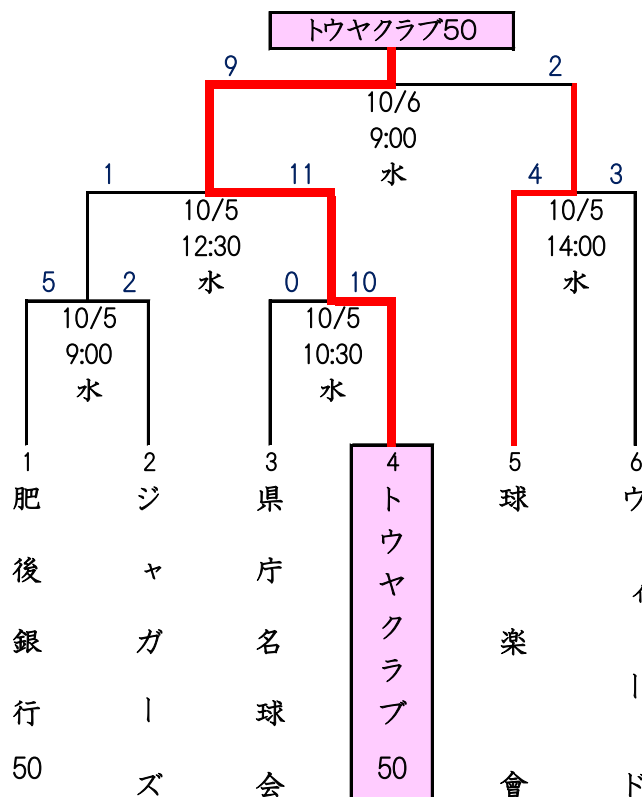 トウヤクラブ50
9
2
10/6
9:00
水
1
11
4
3
10/5
12:30
水
10/5
14:00
水
5
2
0
10
10/5
9:00
水
10/5
10:30
水
1
2
3
4
5
6
肥後銀行50
ジャガーズ
県庁名球会
トウヤクラブ50
球楽會
ウィード